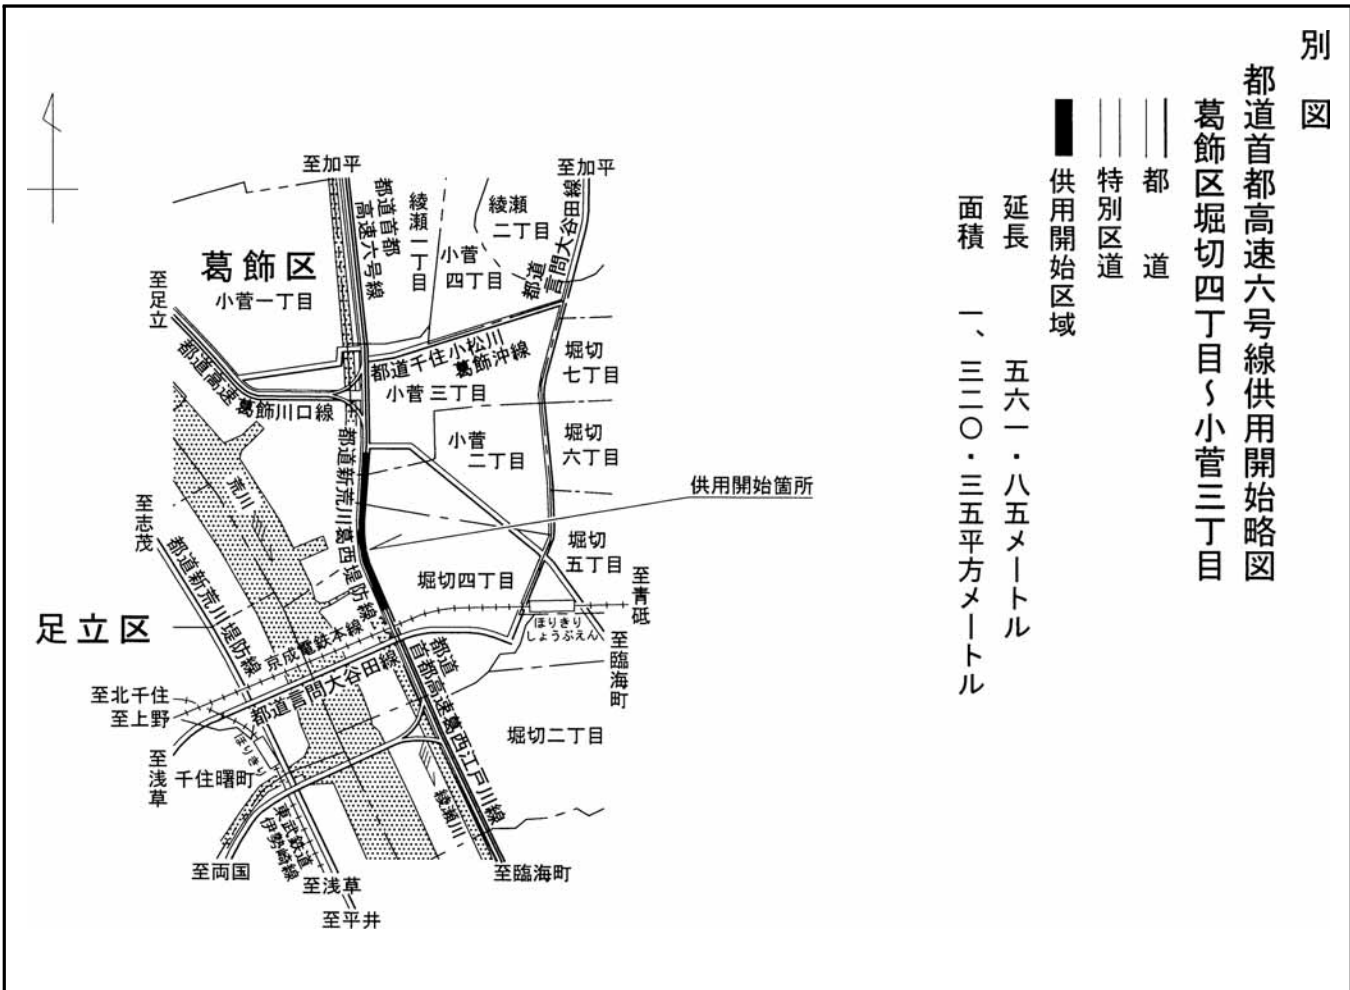 別図
都道首都高速六号線供用開始略図
葛飾区堀切四丁目～小菅三丁目
都道
特別区道
供用開始区域
延長 五六一・八五メートル
面積 一、三二〇・三五平方メートル
至加平
至加平
都道首都
高速六号線
綾瀬一丁目
綾瀬
二丁目
小菅
四丁目
都道
言問大谷田線
葛飾区
小菅一丁目
至足立
都道高速葛飾川口線
都道千住小松川
葛飾沖線
小菅三丁目
堀切
七丁目
小菅
二丁目
堀切
六丁目
供用開始箇所
都道新荒川葛西堤防線
荒川
至志茂
都道新荒川堤防線
堀切
五丁目
堀切四丁目
至青砥
ほりきり
しょうぶえん
至臨海町
足立区
京成電鉄本線
都道言問大谷田線
都道
首都高速葛西江戸川線
至北千住
至上野
ほりきり
至浅草
千住曙町
堀切二丁目
綾瀬川
東武鉄道
伊勢崎線
至両国
至浅草
至平井
至臨海町